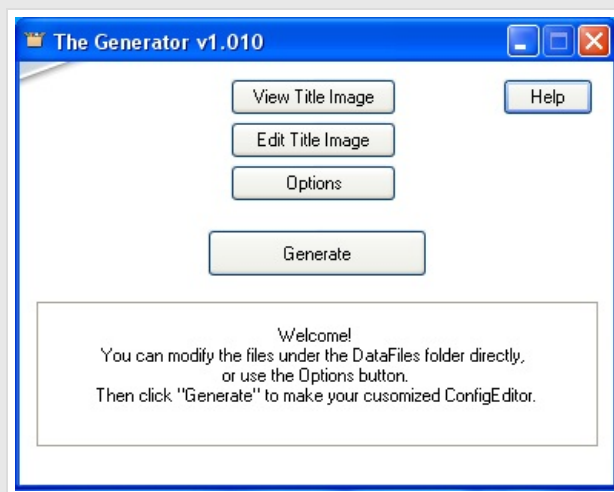 The Generator v1.010
View Title Image
Help
Edit Title Image
Options
Generate
Welcome!
You can modify the files under the DataFiles folder directly,
or use the Options button.
Then click "Generate" to make your cusomized ConfigEditor.